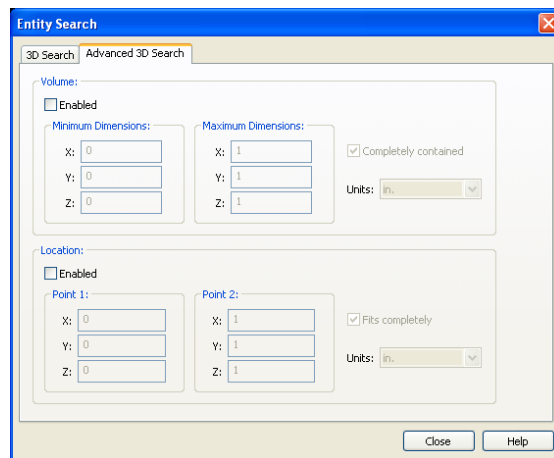 Entity Search
3D Search Advanced 3D Search
Volume:
Enabled
Minimum Dimensions: Maximum Dimensions:
X: 0 X: 1 Completely contained
Y: 0 Y: 1
Units: in.
Z: 0 Z: 1
Location:
Enabled
Point 1: Point 2:
X: 0 X: 1 Fits completely
Y: 0 Y: 1
Units: in.
Z: 0 Z: 1
Close Help